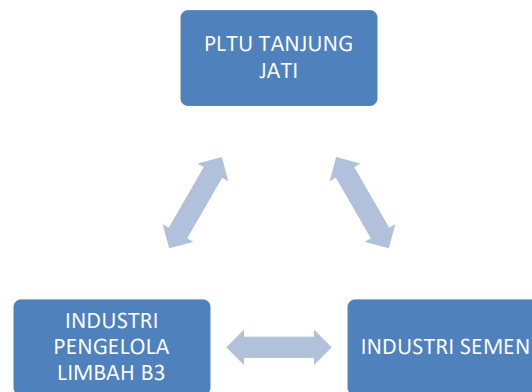 PLTU TANJUNG
JATI
INDUSTRI
PENGELOLA
LIMBAH B3
INDUSTRI SEMEN